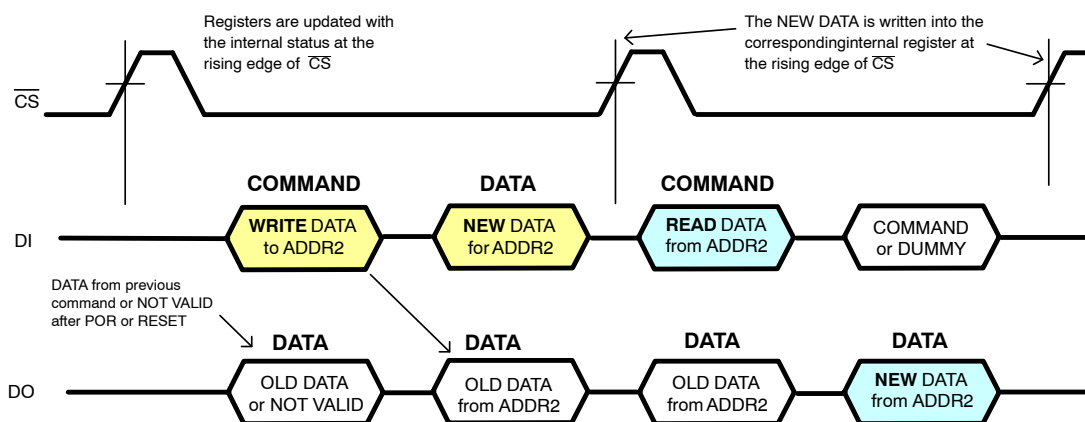 Registers are updated with
the internal status at the
rising edge of CS
The NEW DATA is written into the
correspondinginternal register at
the rising edge of CS
CS
COMMAND
DATA
COMMAND
DI
WRITE DATA
to ADDR2
NEW DATA
for ADDR2
READ DATA
from ADDR2
COMMAND
or DUMMY
DATA from previous
command or NOT VALID
after POR or RESET
DATA
DATA
DATA
DATA
DO
OLD DATA
or NOT VALID
OLD DATA
from ADDR2
OLD DATA
from ADDR2
NEW DATA
from ADDR2